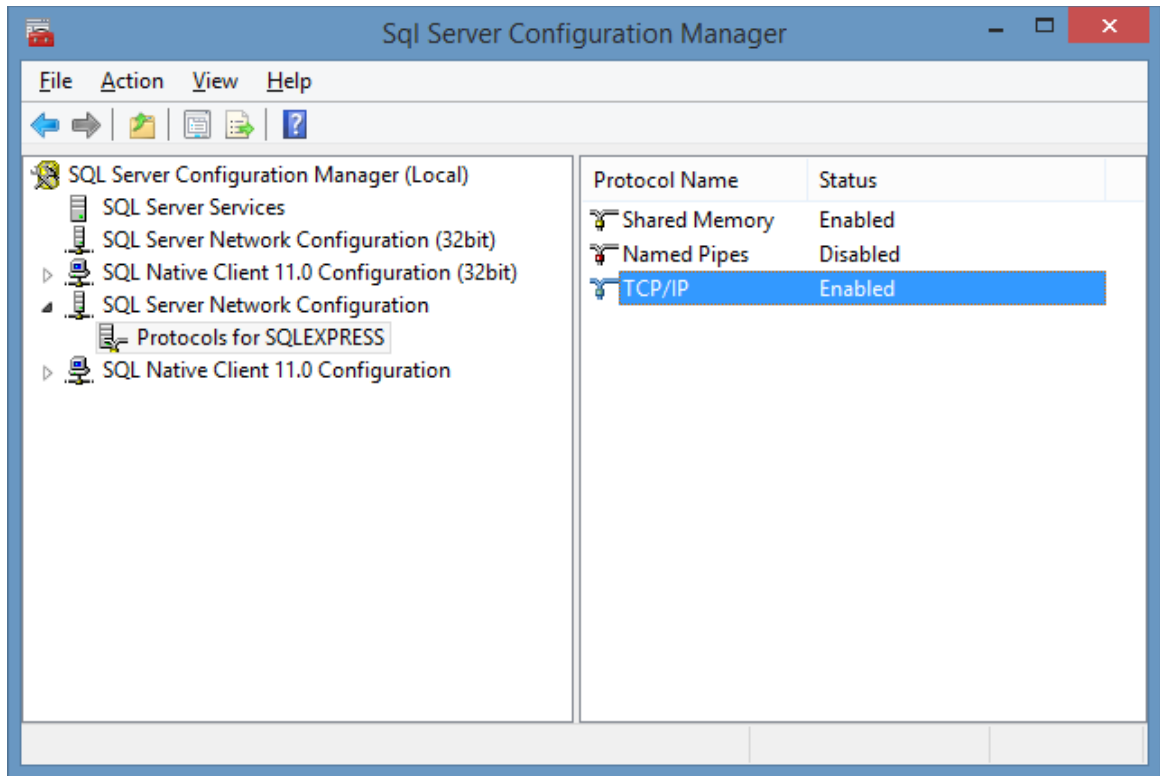 Sql Server Configuration Manager
File Action View Help
SQL Server Configuration Manager (Local)
SQL Server Services
SQL Server Network Configuration (32bit)
SQL Native Client 11.0 Configuration (32bit)
SQL Server Network Configuration
Protocols for SQLEXPRESS
SQL Native Client 11.0 Configuration
Protocol Name Status
Shared Memory Enabled
Named Pipes Disabled
TCP/IP Enabled